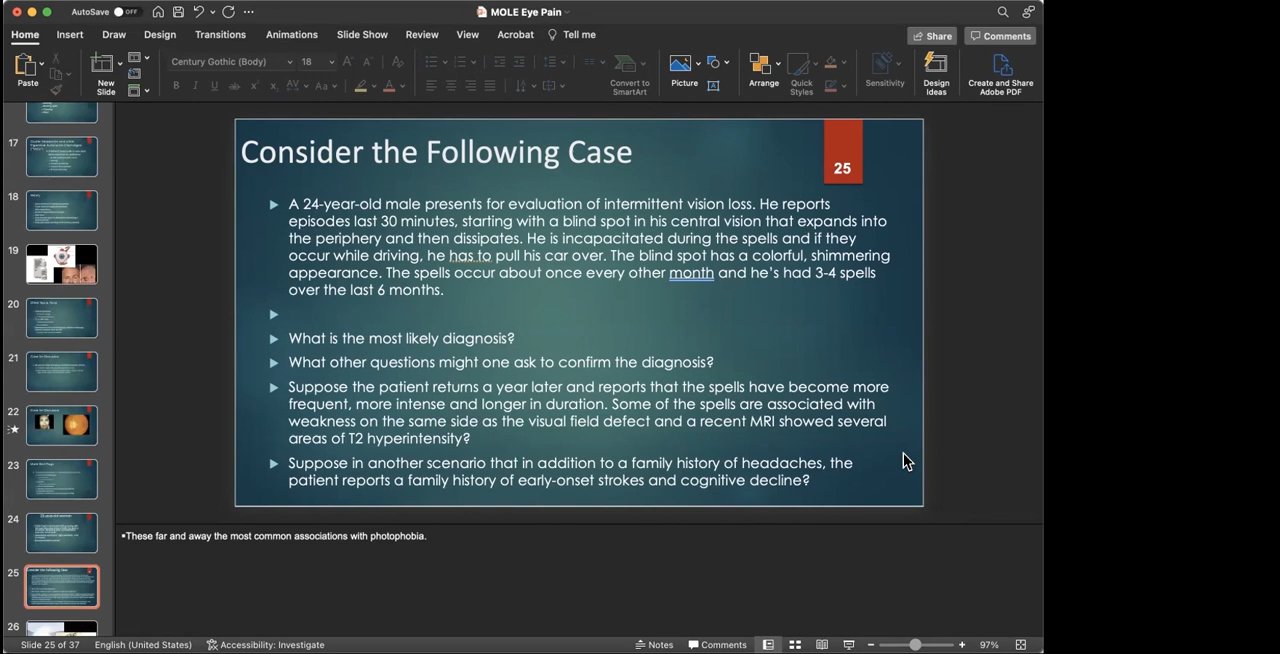 AutoSave OFF
MOLE Eye Pain
Home Insert Draw Design Transitions Animations Slide Show Review View Acrobat Tell me
Share Comments
Paste
New
Slide
Century Gothic (Body) 18
Convert to
SmartArt
Picture
Arrange
Quick
Styles
Sensitivity
Design
Ideas
Create and Share
Adobe PDF
17
18
19
20
21
22
23
24
25
26
Consider the Following Case
25
A 24-year-old male presents for evaluation of intermittent vision loss. He reports
episodes last 30 minutes, starting with a blind spot in his central vision that expands into
the periphery and then dissipates. He is incapacitated during the spells and if they
occur while driving, he has to pull his car over. The blind spot has a colorful, shimmering
appearance. The spells occur about once every other month and he's had 3-4 spells
over the last 6 months.
What is the most likely diagnosis?
What other questions might one ask to confirm the diagnosis?
Suppose the patient returns a year later and reports that the spells have become more
frequent, more intense and longer in duration. Some of the spells are associated with
weakness on the same side as the visual field defect and a recent MRI showed several
areas of T2 hyperintensity?
Suppose in another scenario that in addition to a family history of headaches, the
patient reports a family history of early-onset strokes and cognitive decline?
•These far and away the most common associations with photophobia.
Slide 25 of 37 English (United States) Accessibility: Investigate
Notes Comments 97%